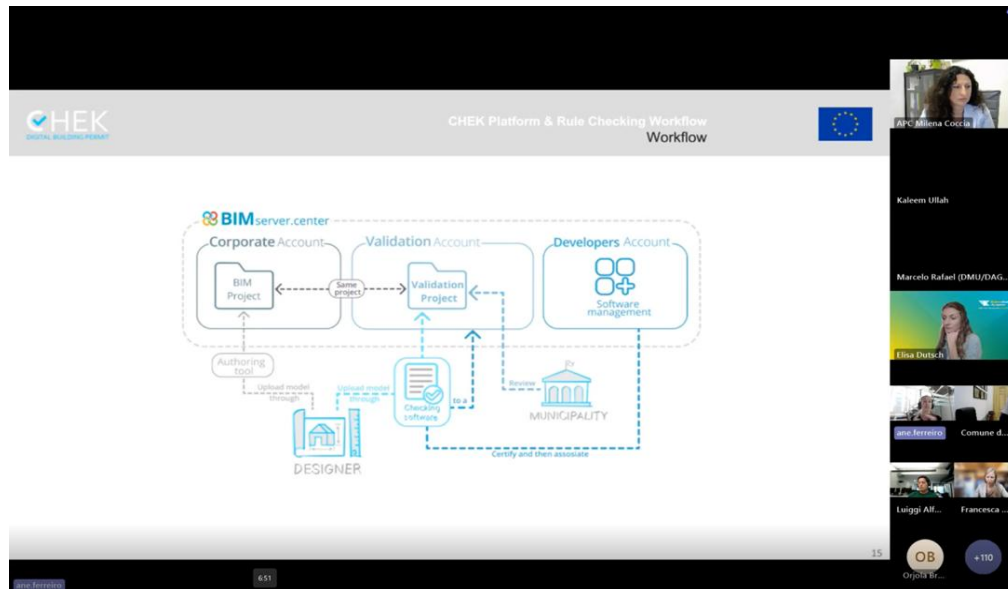 CHEK
DIGITAL BUILDING PERMIT
CHEK Platform & Rule Checking Workflow
Workflow
BIMserver.center
Corporate Account
Validation Account
Developers Account
BIM
Project
Same
project
Validation
Project
Software
management
Authoring
tool
Upload model
through
Upload model
through
Checking
software
to a
Review
MUNICIPALITY
DESIGNER
Certify and then assosiate
15
APC Milena Coccia
Kaleem Ullah
Marcelo Rafael (DMU/DAG...
Elisa Dutsch
ane.ferreiro
Comune d...
Luiggi Alf...
Francesca ...
OB
+110
Orjola Br...
ane.ferreiro
6:51